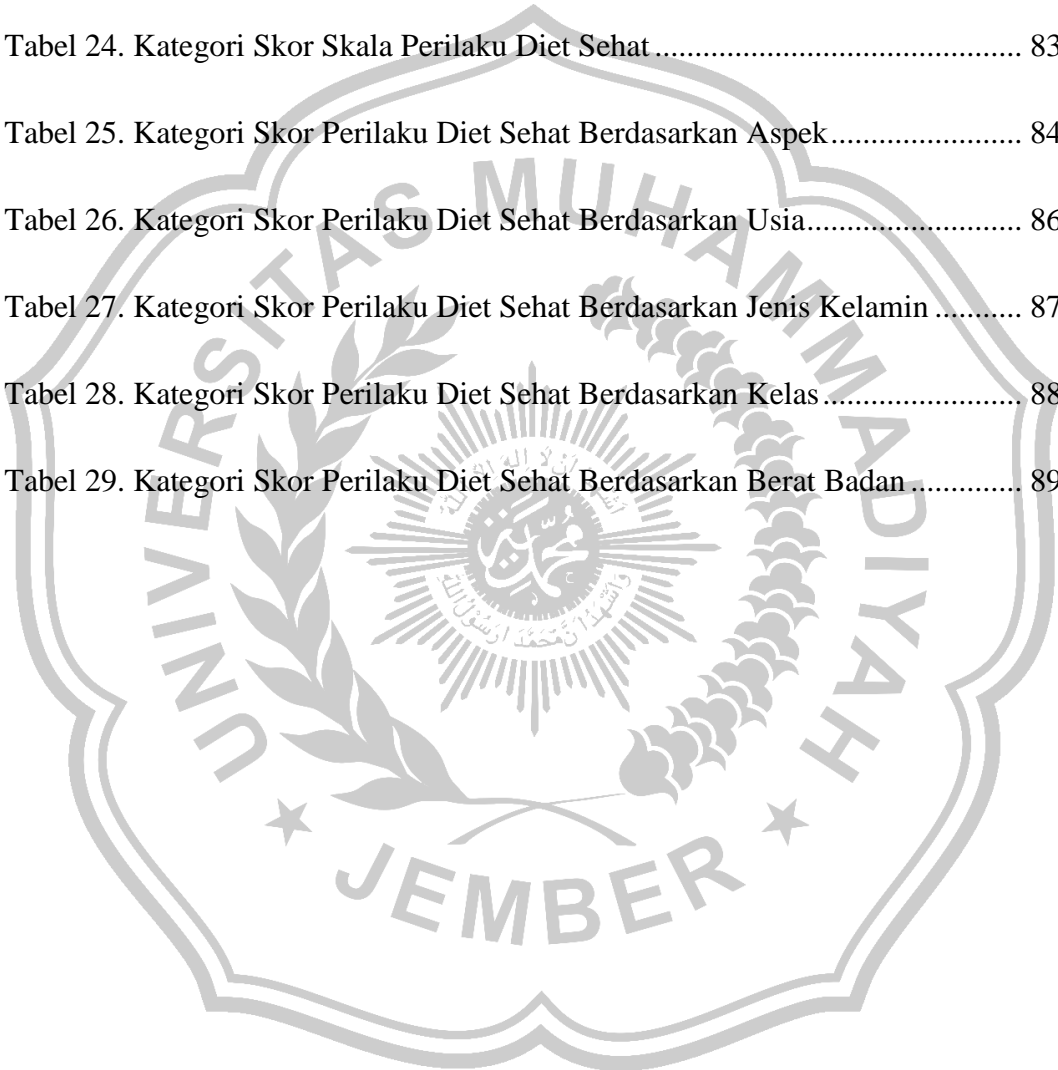 Tabel 24. Kategori Skor Skala Perilaku Diet Sehat ............................................ 83
Tabel 25. Kategori Skor Perilaku Diet Sehat Berdasarkan Aspek ....................... 84
Tabel 26. Kategori Skor Perilaku Diet Sehat Berdasarkan Usia .......................... 86
Tabel 27. Kategori Skor Perilaku Diet Sehat Berdasarkan Jenis Kelamin .......... 87
Tabel 28. Kategori Skor Perilaku Diet Sehat Berdasarkan Kelas ........................ 88
Tabel 29. Kategori Skor Perilaku Diet Sehat Berdasarkan Berat Badan ............. 89
UNIVERSITAS MUHAMMADIYAH
JEMBER